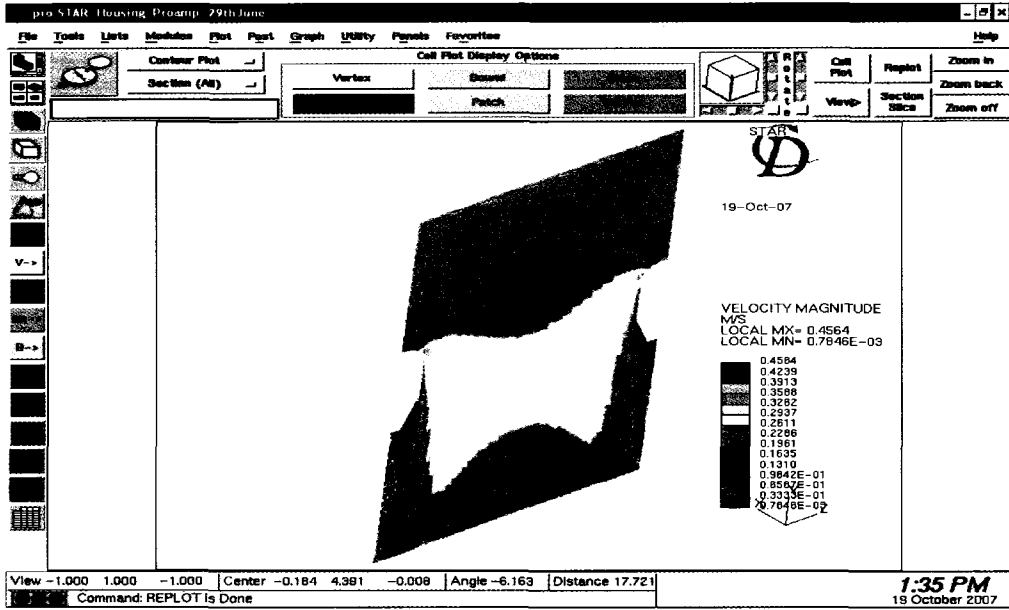 pro STAR Housing Proamp 29thJune
File Tools Lists Modules Plot Post Graph Utility Panels Favorites Help
Contour Plot
Section (All)
Cell Plot Display Options
Vertex Bound
Patch
Rotate
Cell Plot
Replot
Zoom in
Zoom back
View▷
Section Slice
Zoom off
V->
B->
STAR
CD
19-Oct-07
VELOCITY MAGNITUDE
M/S
LOCAL MX= 0.4564
LOCAL MN= 0.7846E-03
0.4564
0.4239
0.3913
0.3588
0.3262
0.2937
0.2611
0.2286
0.1961
0.1635
0.1310
0.9842E-01
0.3333E-01
Y
X
Z
View -1.000 1.000 -1.000 Center -0.184 4.391 -0.008 Angle -6.163 Distance 17.721
Command: REPLOT Is Done
1:35 PM
19 October 2007